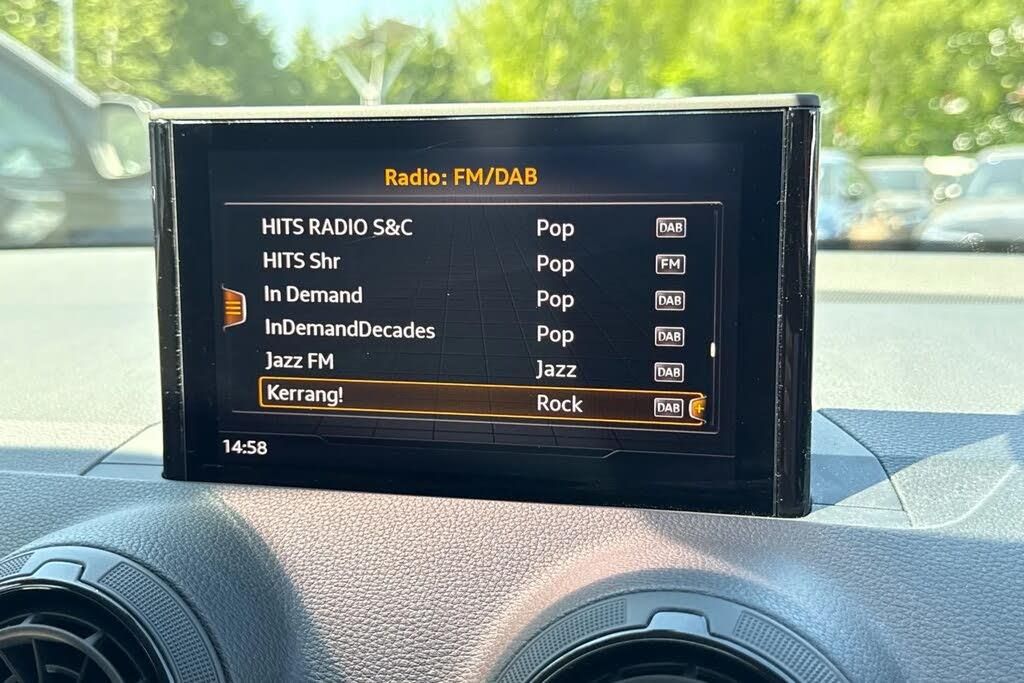 Radio: FM/DAB
HITS RADIO S&C Pop DAB
HITS Shr Pop FM
In Demand Pop DAB
InDemandDecades Pop DAB
Jazz FM Jazz DAB
Kerrang! Rock DAB
14:58